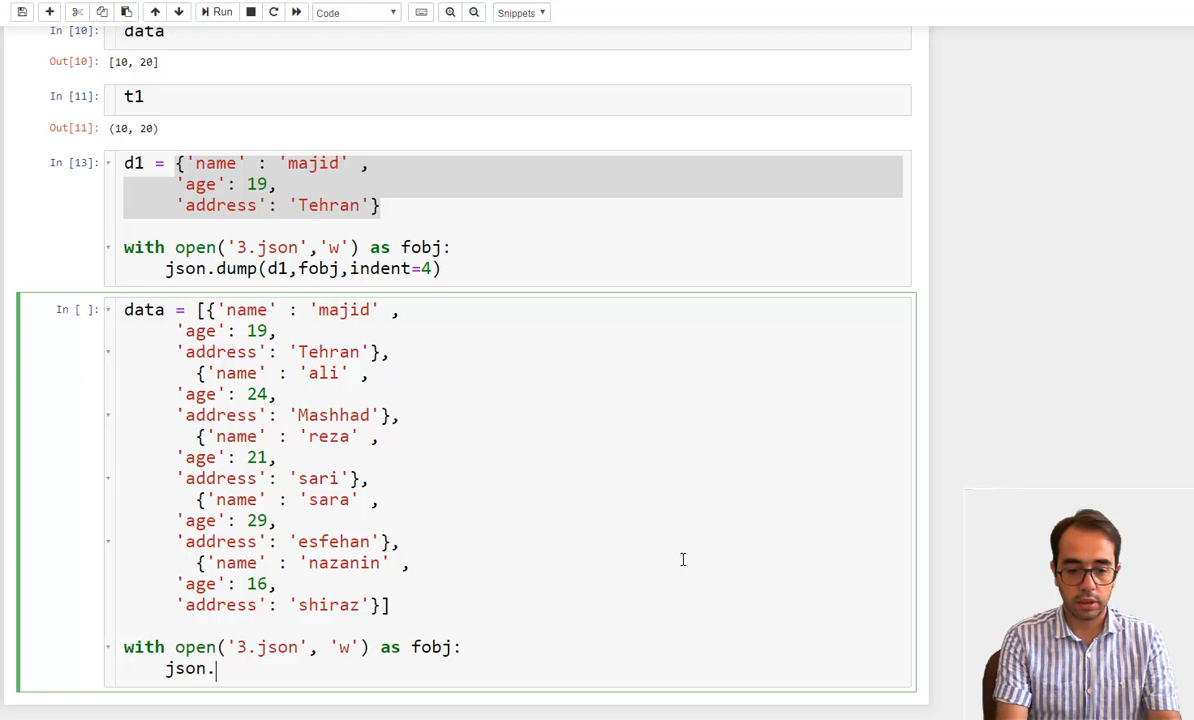 Run Code Snippets
In [10]: data
Out[10]: [10, 20]
In [11]: t1
Out[11]: (10, 20)
In [13]: d1 = {'name' : 'majid' ,
'age': 19,
'address': 'Tehran'}
with open('3.json','w') as fobj:
json.dump(d1,fobj,indent=4)
In [ ]: data = [{'name' : 'majid' ,
'age': 19,
'address': 'Tehran'},
{'name' : 'ali' ,
'age': 24,
'address': 'Mashhad'},
{'name' : 'reza' ,
'age': 21,
'address': 'sari'},
{'name' : 'sara' ,
'age': 29,
'address': 'esfehan'},
{'name' : 'nazanin' ,
'age': 16,
'address': 'shiraz'}]
with open('3.json', 'w') as fobj:
json.